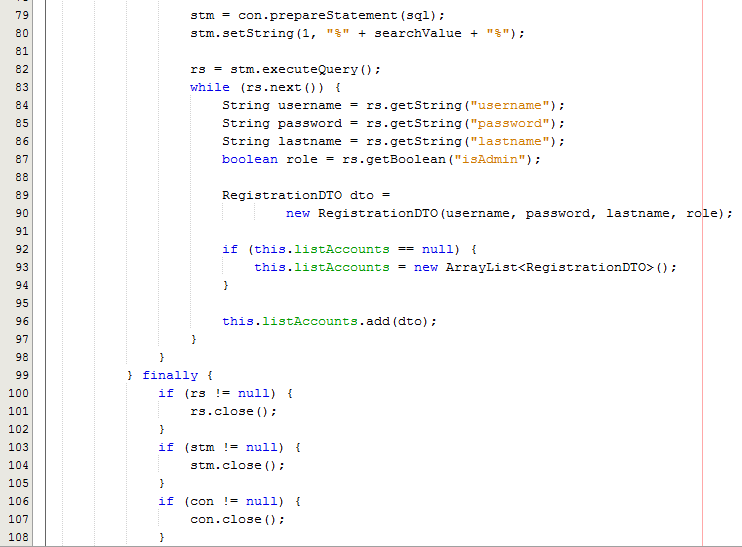 79 stm = con.prepareStatement(sql);
80 stm.setString(1, "%" + searchValue + "%");
81
82 rs = stm.executeQuery();
83 while (rs.next()) {
84 String username = rs.getString("username");
85 String password = rs.getString("password");
86 String lastname = rs.getString("lastname");
87 boolean role = rs.getBoolean("isAdmin");
88
89 RegistrationDTO dto =
90 new RegistrationDTO(username, password, lastname, role);
91
92 if (this.listAccounts == null) {
93 this.listAccounts = new ArrayList<RegistrationDTO>();
94 }
95
96 this.listAccounts.add(dto);
97 }
98 }
99 } finally {
100 if (rs != null) {
101 rs.close();
102 }
103 if (stm != null) {
104 stm.close();
105 }
106 if (con != null) {
107 con.close();
108 }